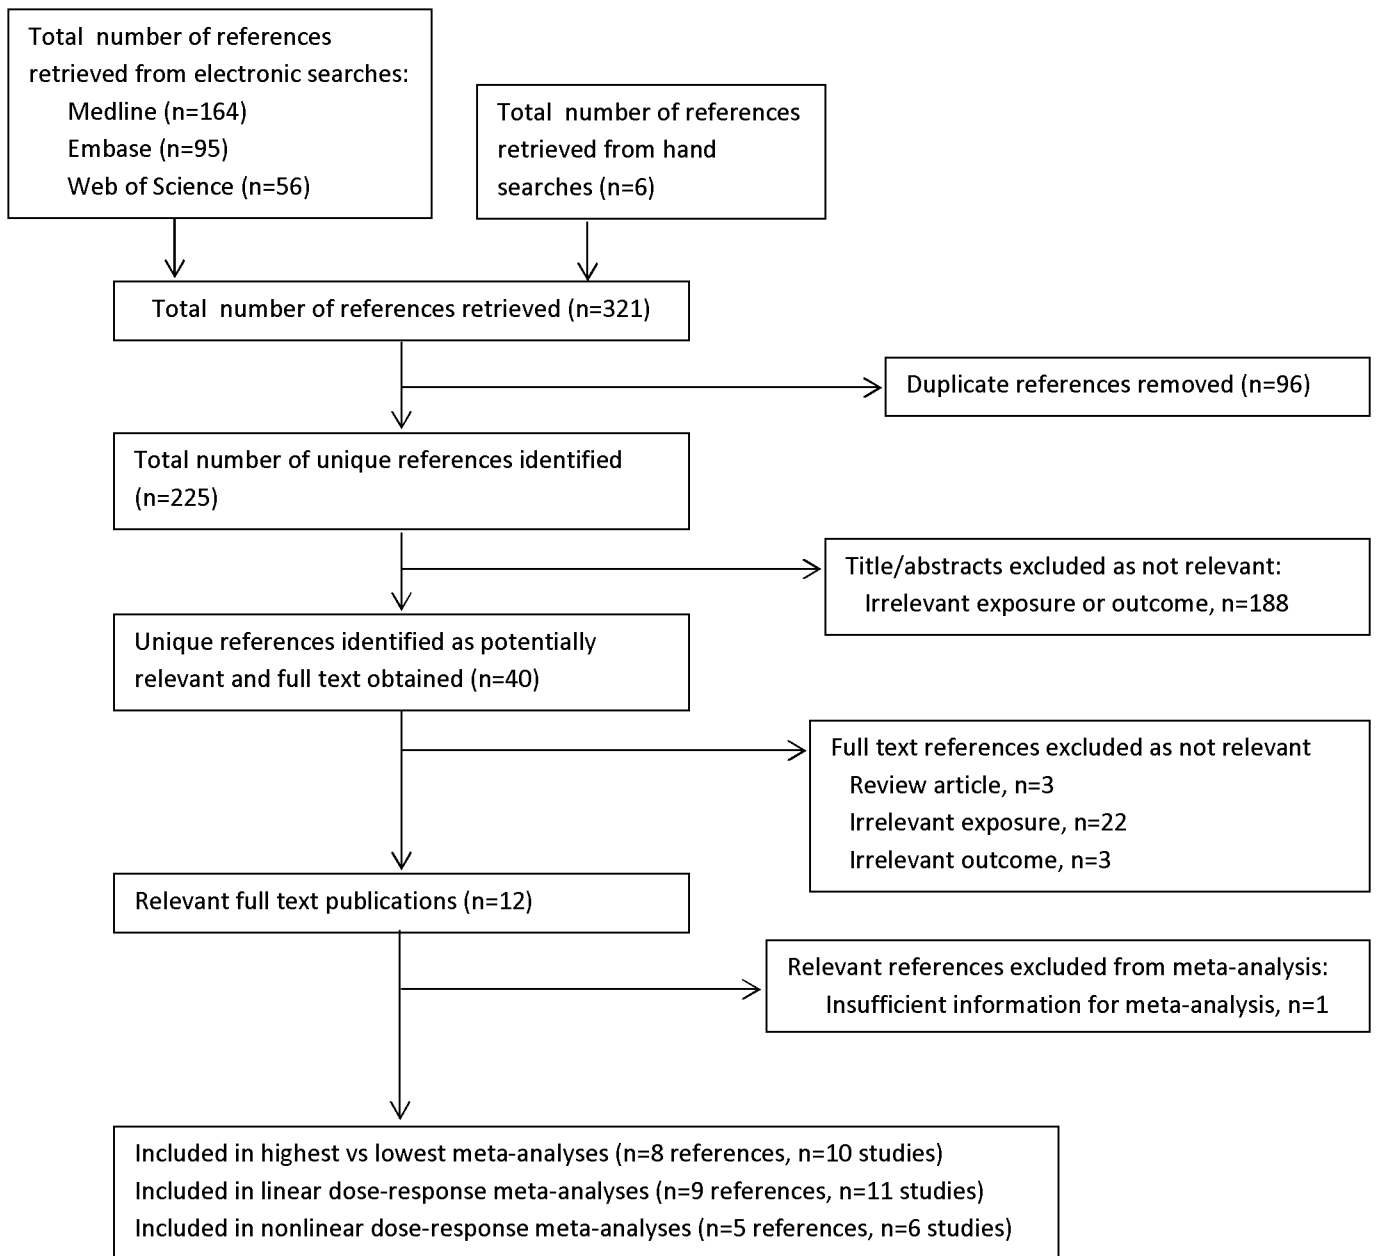 Total number of references
retrieved from electronic searches:
Medline (n=164)
Embase (n=95)
Web of Science (n=56)
Total number of references
retrieved from hand
searches (n=6)
Total number of references retrieved (n=321)
Duplicate references removed (n=96)
Total number of unique references identified
(n=225)
Title/abstracts excluded as not relevant:
Irrelevant exposure or outcome, n=188
Unique references identified as potentially
relevant and full text obtained (n=40)
Full text references excluded as not relevant
Review article, n=3
Irrelevant exposure, n=22
Irrelevant outcome, n=3
Relevant full text publications (n=12)
Relevant references excluded from meta-analysis:
Insufficient information for meta-analysis, n=1
Included in highest vs lowest meta-analyses (n=8 references, n=10 studies)
Included in linear dose-response meta-analyses (n=9 references, n=11 studies)
Included in nonlinear dose-response meta-analyses (n=5 references, n=6 studies)